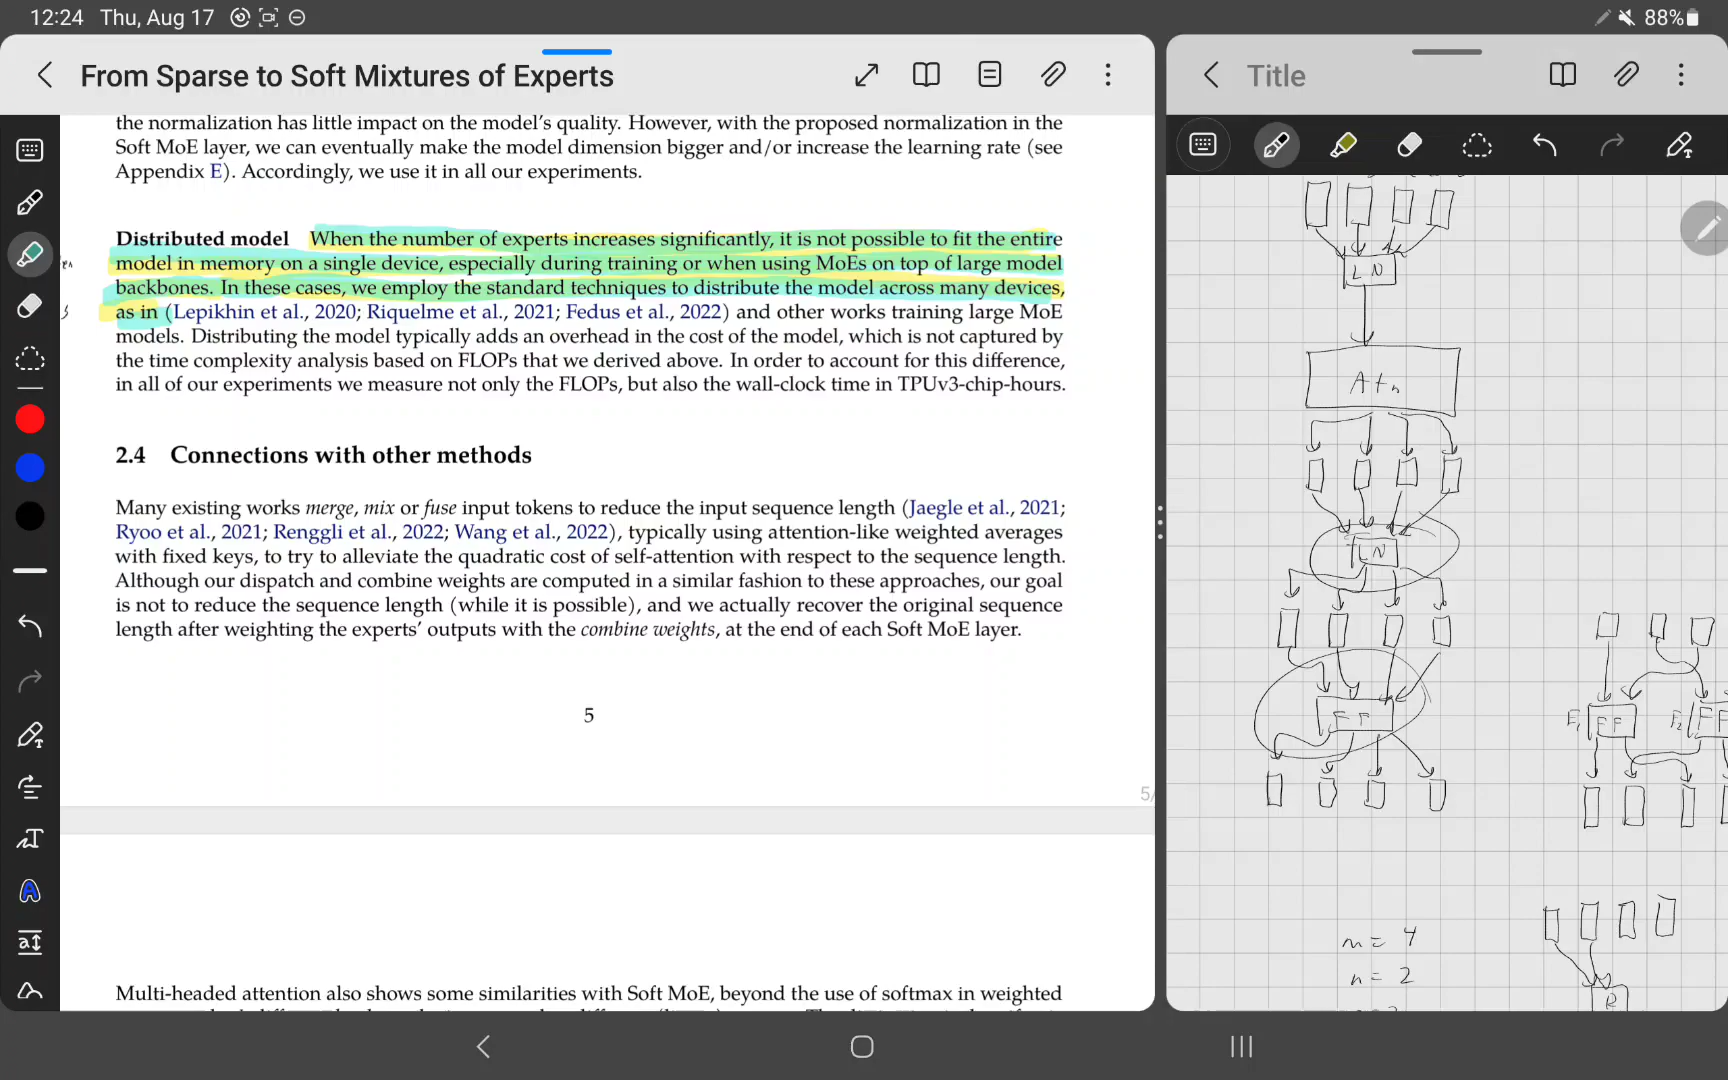 12:24 Thu, Aug 17
88%
From Sparse to Soft Mixtures of Experts
Title
the normalization has little impact on the model's quality. However, with the proposed normalization in the
Soft MoE layer, we can eventually make the model dimension bigger and/or increase the learning rate (see
Appendix E). Accordingly, we use it in all our experiments.
Distributed model When the number of experts increases significantly, it is not possible to fit the entire
model in memory on a single device, especially during training or when using MoEs on top of large model
backbones. In these cases, we employ the standard techniques to distribute the model across many devices,
as in (Lepikhin et al., 2020; Riquelme et al., 2021; Fedus et al., 2022) and other works training large MoE
models. Distributing the model typically adds an overhead in the cost of the model, which is not captured by
the time complexity analysis based on FLOPs that we derived above. In order to account for this difference,
in all of our experiments we measure not only the FLOPs, but also the wall-clock time in TPUv3-chip-hours.
2.4 Connections with other methods
Many existing works merge, mix or fuse input tokens to reduce the input sequence length (Jaegle et al., 2021;
Ryoo et al., 2021; Renggli et al., 2022; Wang et al., 2022), typically using attention-like weighted averages
with fixed keys, to try to alleviate the quadratic cost of self-attention with respect to the sequence length.
Although our dispatch and combine weights are computed in a similar fashion to these approaches, our goal
is not to reduce the sequence length (while it is possible), and we actually recover the original sequence
length after weighting the experts' outputs with the combine weights, at the end of each Soft MoE layer.
5
5/
Multi-headed attention also shows some similarities with Soft MoE, beyond the use of softmax in weighted
LN
Atn
LN
FF
E1 FF E2 FF
m = 4
n = 2
R